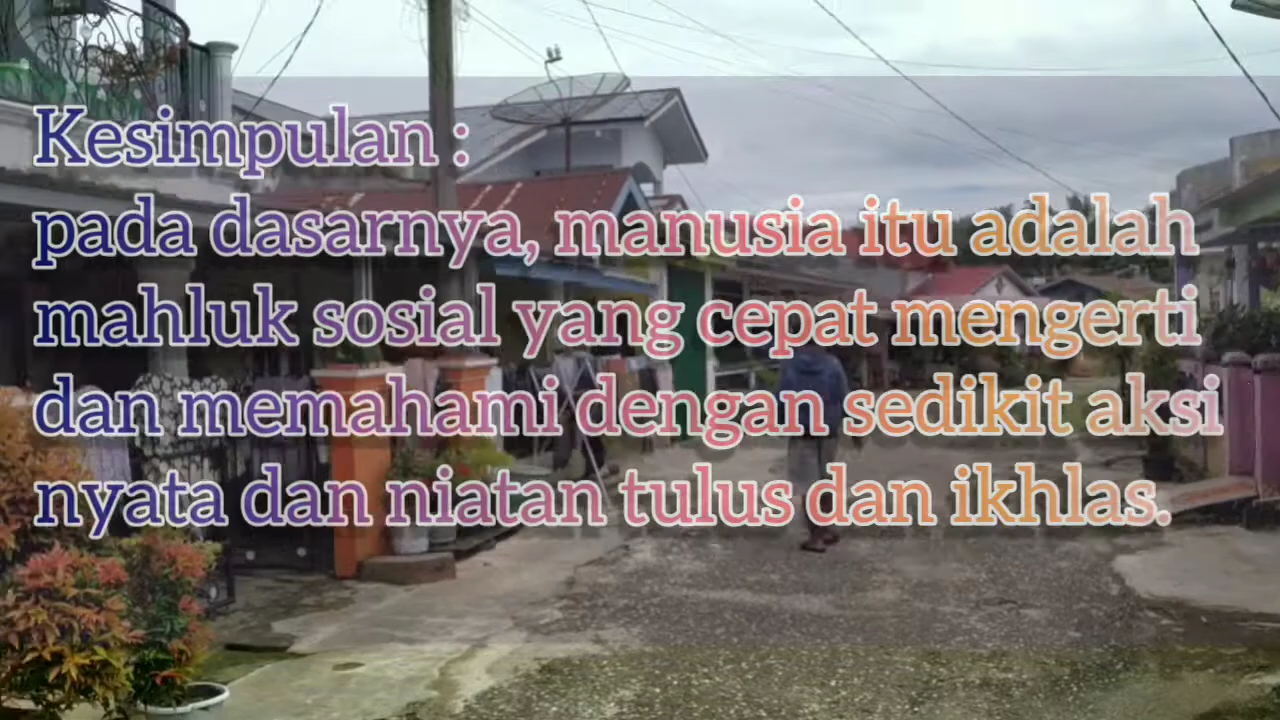 Kesimpulan :
pada dasarnya, manusia itu adalah
mahluk sosial yang cepat mengerti
dan memahami dengan sedikit aksi
nyata dan niatan tulus dan ikhlas.